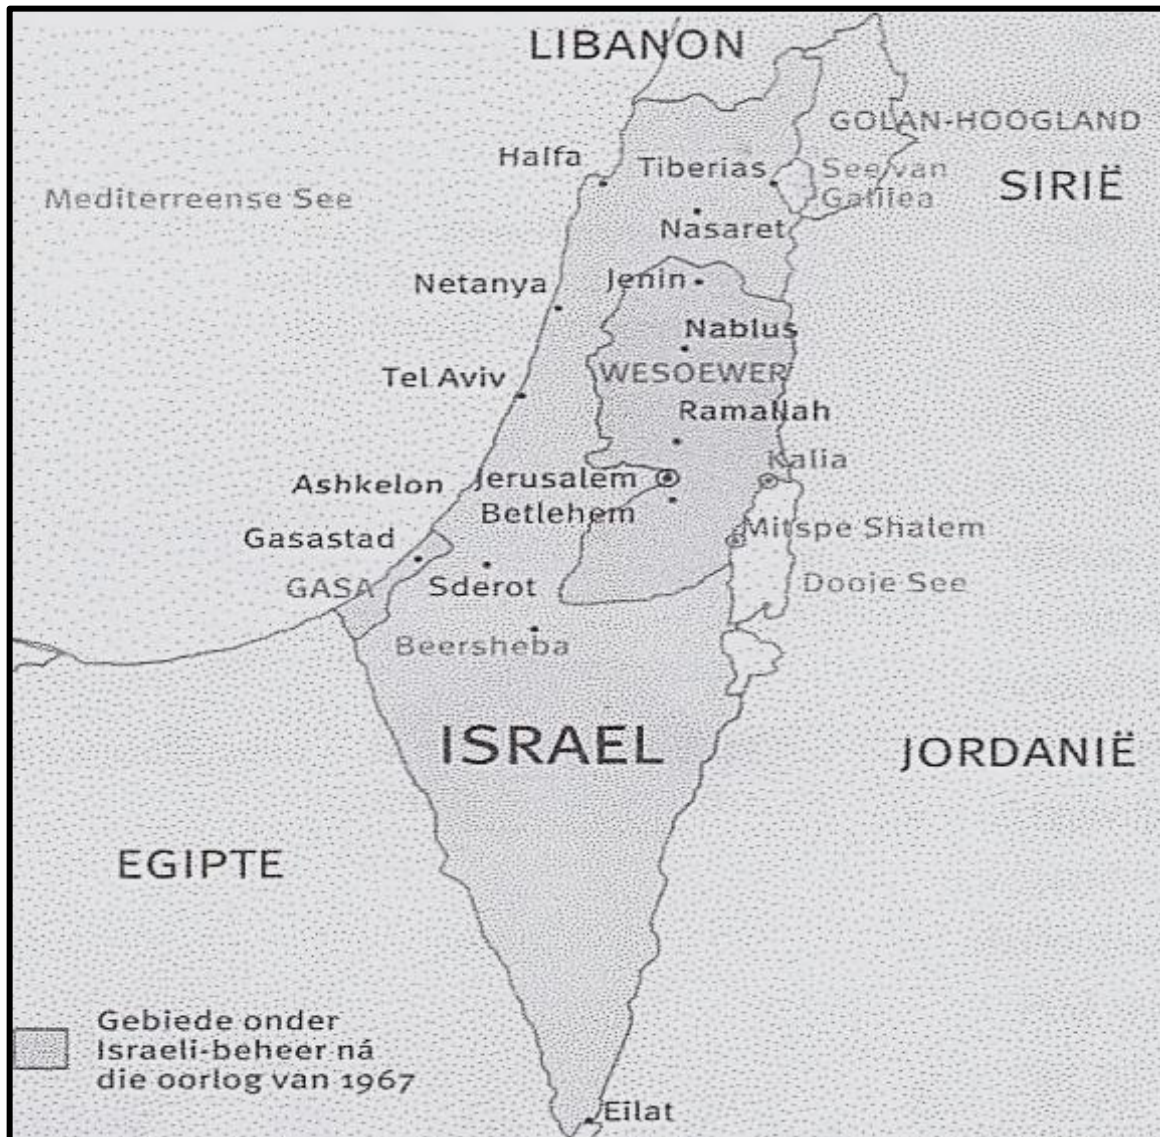 LIBANON
GOLAN-HOOGLAND
Haifa
Tiberias
See van
Galilea
SIRIË
Mediterreense See
Nasaret
Netanya
Jenin
Nablus
WESOEWER
Tel Aviv
Ramallah
Kalia
Jerusalem
Ashkelon
Betlehem
Mitspe Shalem
Gasastad
GASA
Sderot
Dooie See
Beersheba
ISRAEL
JORDANIË
EGIPTE
Gebiede onder
Israeli-beheer ná
die oorlog van 1967
Eilat